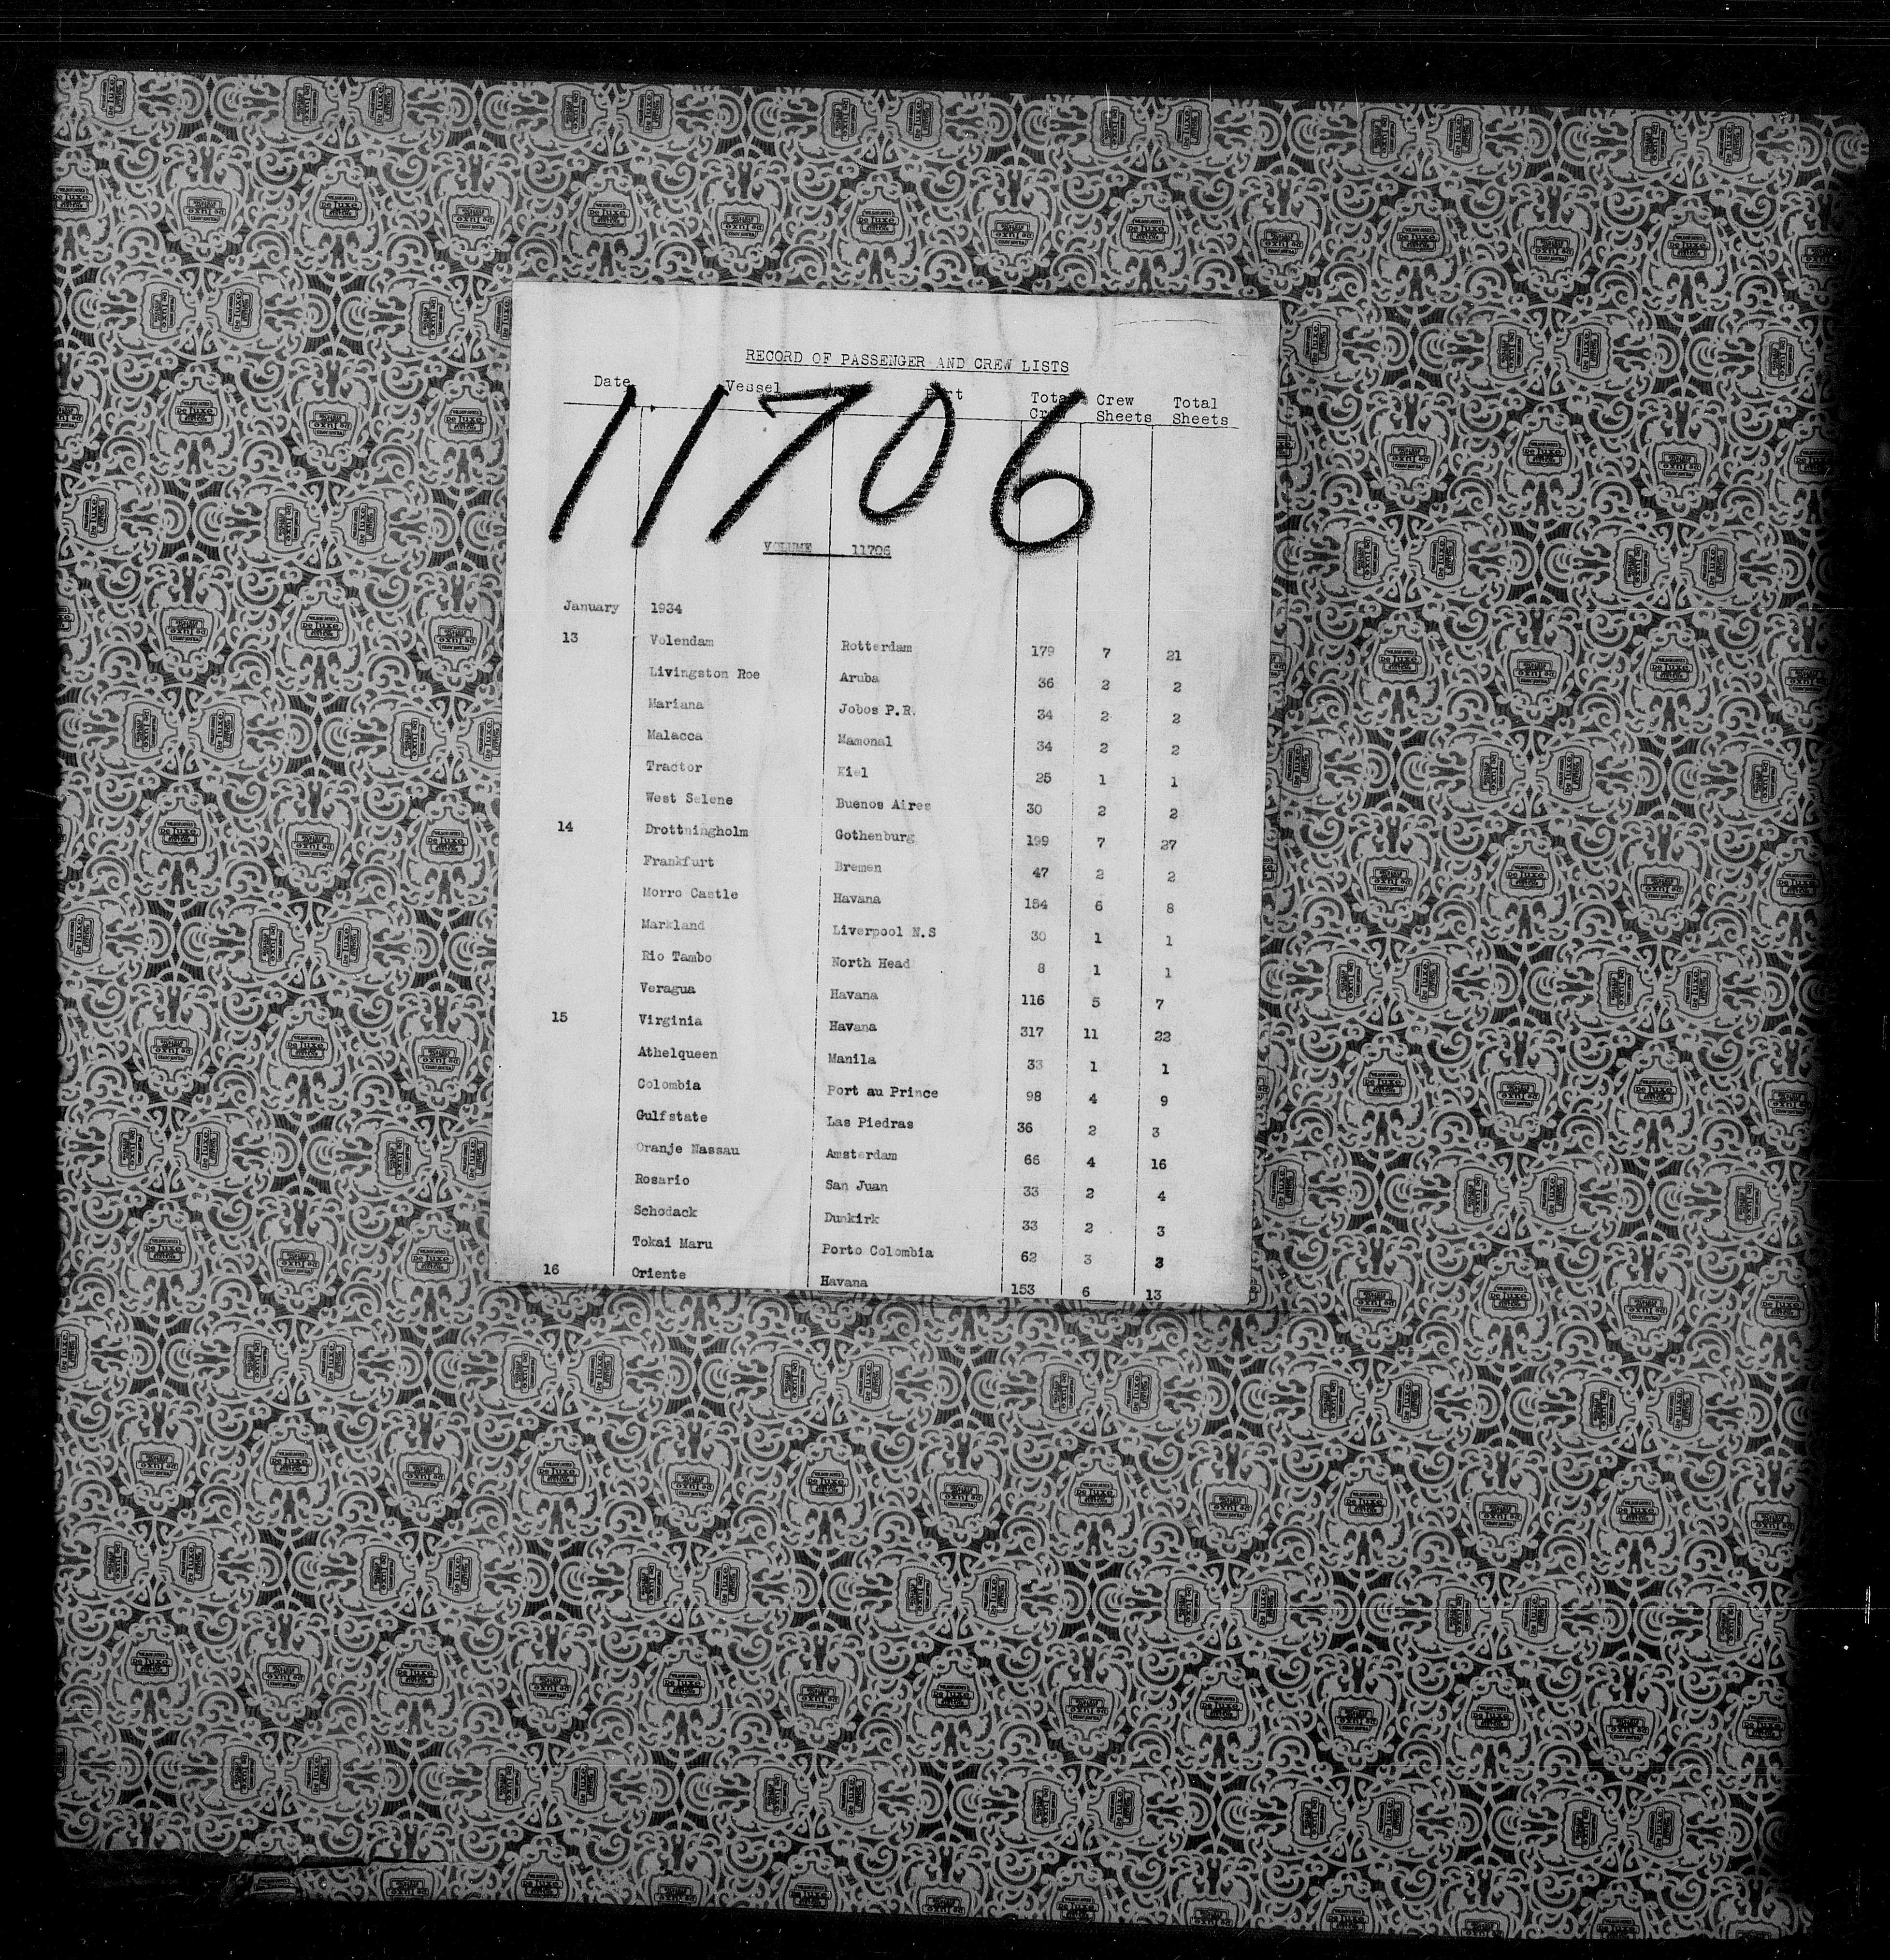 RECORD OF PASSENGER AND CREW LISTS
Date Vessel Port Total Crew Crew Sheets Total Sheets
11706
VOLUME 11706
January 1934
13 Volendam Rotterdam 179 7 21
Livingston Roe Aruba 36 2 2
Mariana Jobos P.R. 34 2 2
Malacca Mamonal 34 2 2
Tractor Kiel 25 1 1
West Selene Buenos Aires 30 2 2
14 Drottningholm Gothenburg 199 7 27
Frankfurt Bremen 47 2 2
Morro Castle Havana 154 6 8
Markland Liverpool N.S 30 1 1
Rio Tambo North Head 8 1 1
Veragua Havana 116 5 7
15 Virginia Havana 317 11 22
Athelqueen Manila 33 1 1
Colombia Port au Prince 98 4 9
Gulfstate Las Piedras 36 2 3
Oranje Nassau Amsterdam 66 4 16
Rosario San Juan 33 2 4
Schodack Dunkirk 33 2 3
Tokai Maru Porto Colombia 62 3 3
16 Oriente Havana 153 6 13
De Luxe